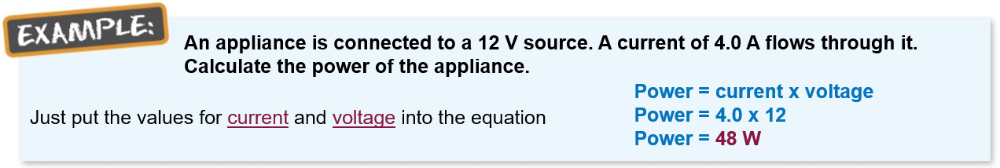 EXAMPLE:
An appliance is connected to a 12 V source. A current of 4.0 A flows through it.
Calculate the power of the appliance.
Just put the values for current and voltage into the equation
Power = current x voltage
Power = 4.0 x 12
Power = 48 W